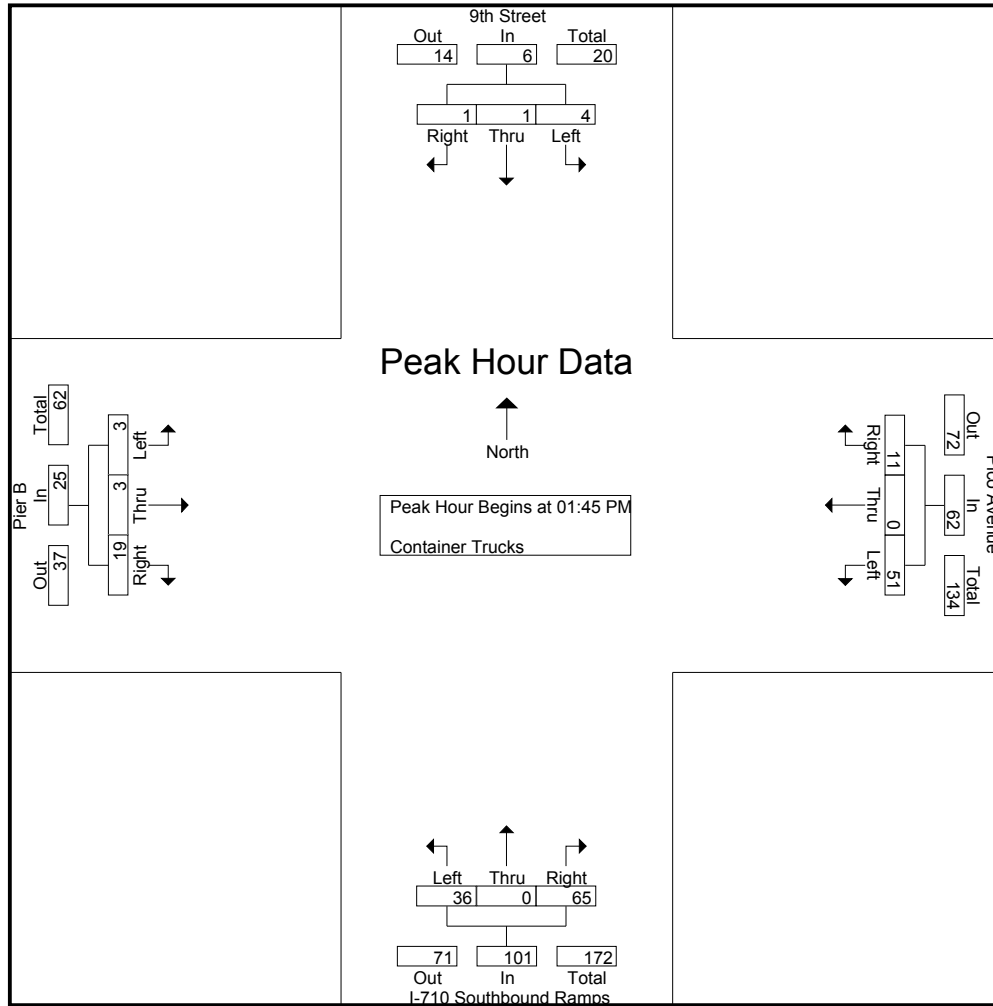 9th Street
Out In Total
14 6 20
1 1 4
Right Thru Left
Peak Hour Data
North
Peak Hour Begins at 01:45 PM
Container Trucks
Pier B
Total In Out
62 25 37
3 3 19
Left Thru Right
Out In Total
72 62 134
11 0 51
Right Thru Left
Avenue
Left Thru Right
36 0 65
71 101 172
Out In Total
I-710 Southbound Ramps